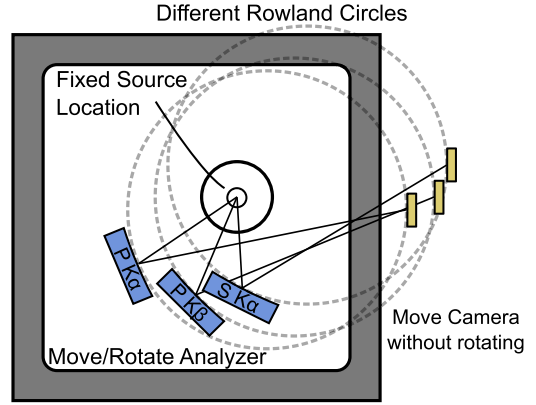 Different Rowland Circles
Fixed Source
Location
P Kα
P Kβ
S Kα
Move Camera
without rotating
Move/Rotate Analyzer